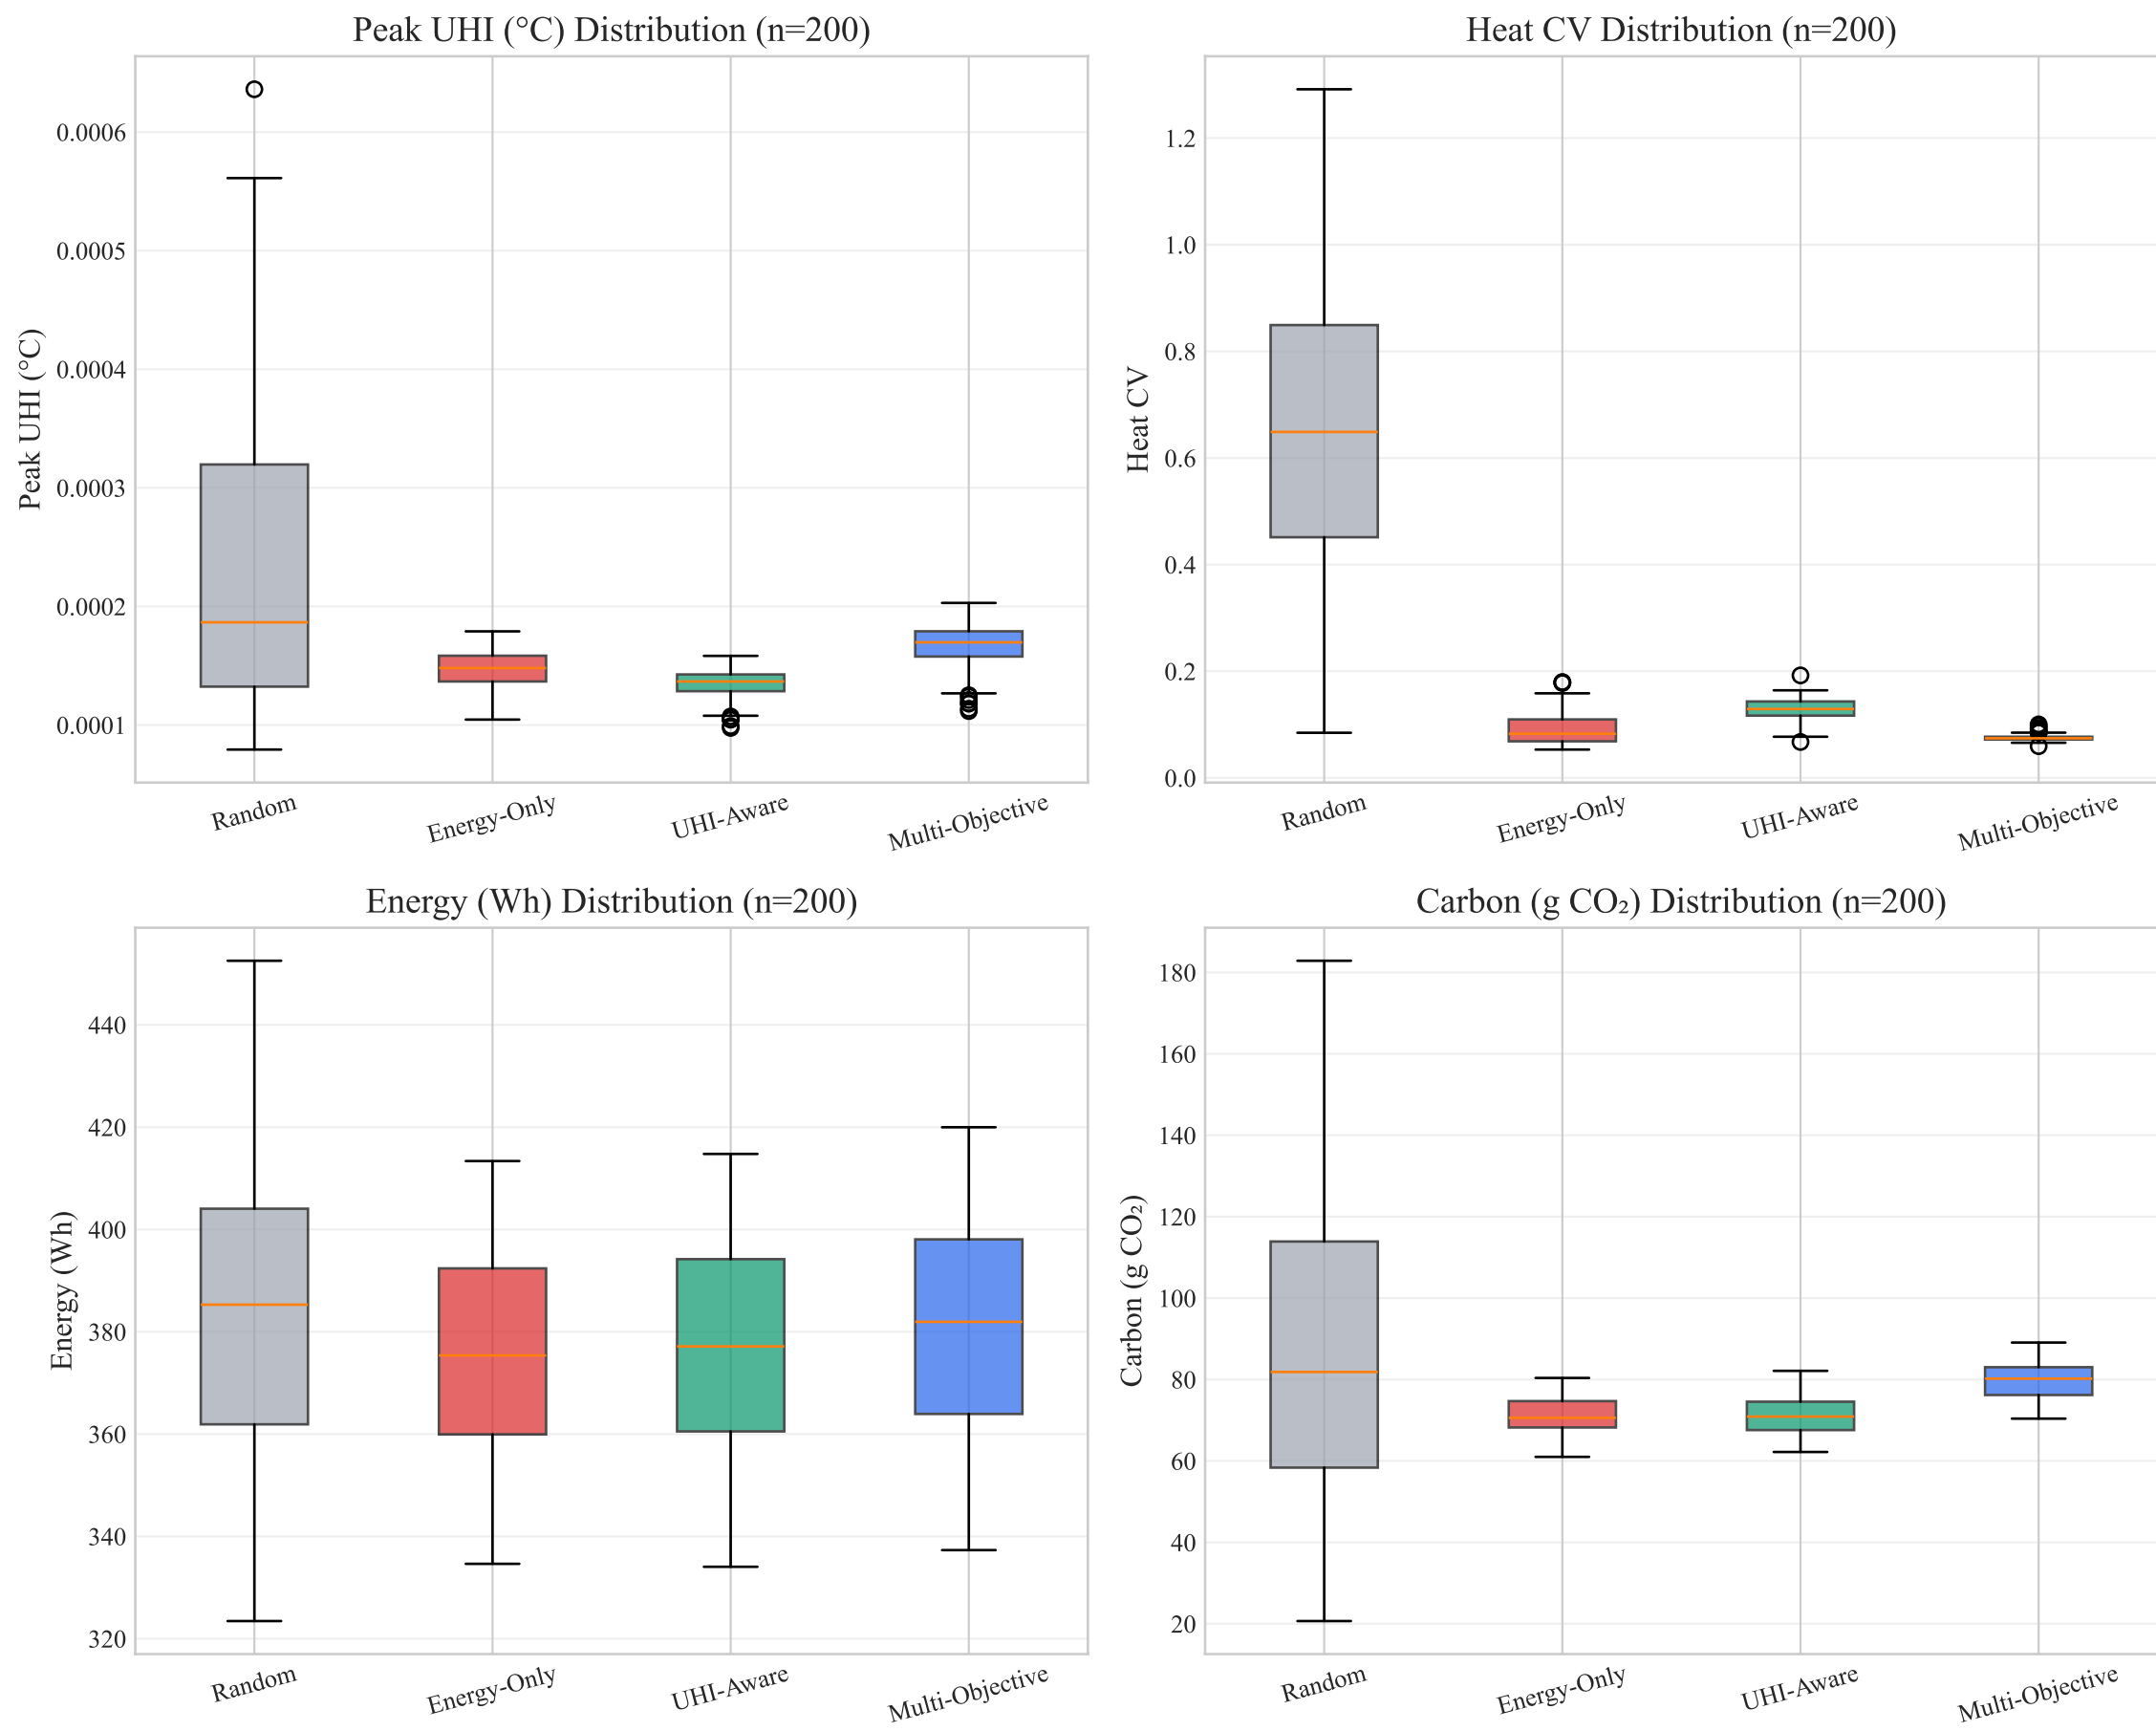 Peak UHI (°C) Distribution (n=200)
Peak UHI (°C)
0.0006
0.0005
0.0004
0.0003
0.0002
0.0001
Random
Energy-Only
UHI-Aware
Multi-Objective
Heat CV Distribution (n=200)
Heat CV
1.2
1.0
0.8
0.6
0.4
0.2
0.0
Random
Energy-Only
UHI-Aware
Multi-Objective
Energy (Wh) Distribution (n=200)
Energy (Wh)
440
420
400
380
360
340
320
Random
Energy-Only
UHI-Aware
Multi-Objective
Carbon (g CO₂) Distribution (n=200)
Carbon (g CO₂)
180
160
140
120
100
80
60
40
20
Random
Energy-Only
UHI-Aware
Multi-Objective